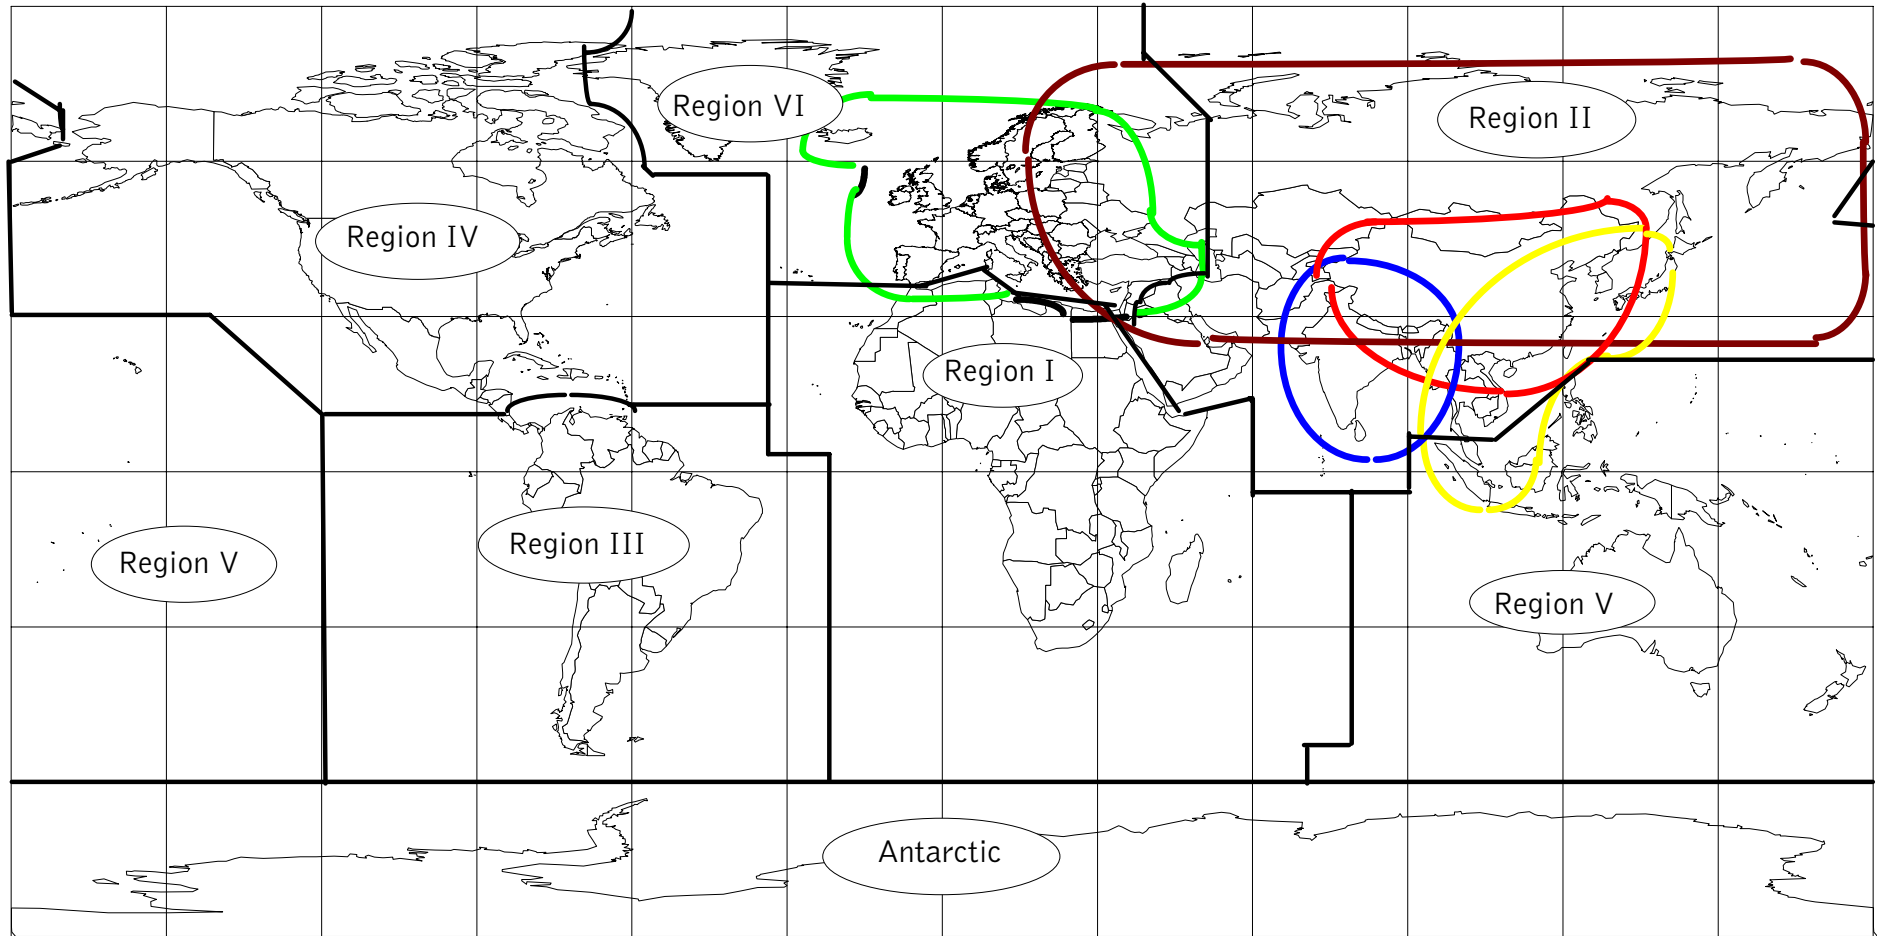 Region VI
Region II
Region IV
Region I
Region III
Region V
Region V
Antarctic